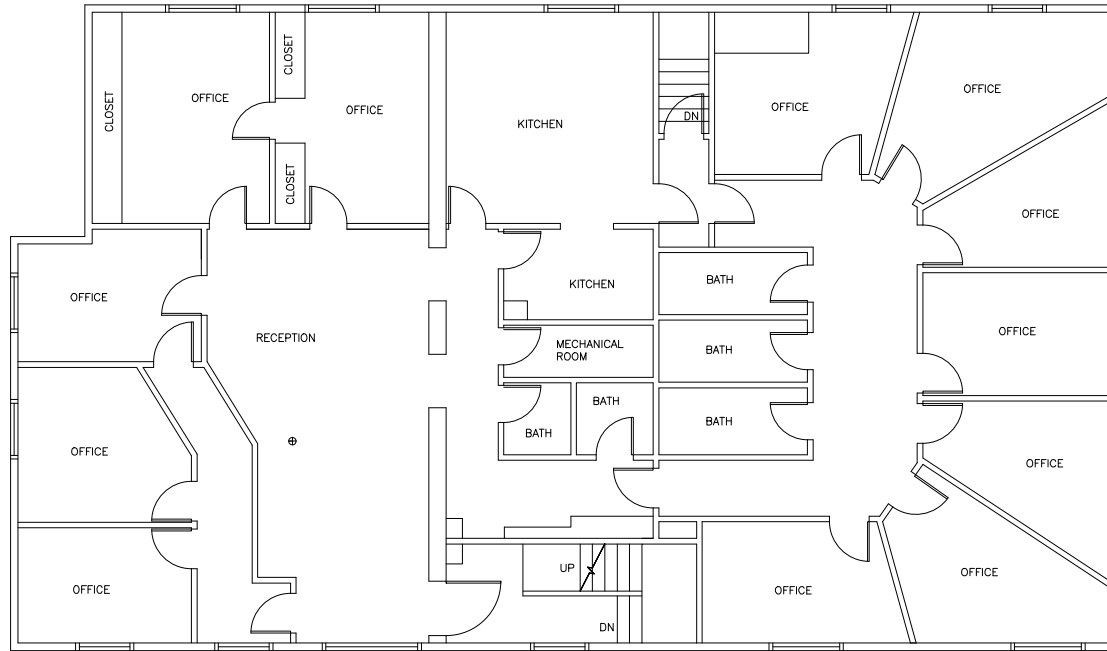 CLOSET
OFFICE
CLOSET
OFFICE
CLOSET
KITCHEN
DN
OFFICE
OFFICE
OFFICE
OFFICE
RECEPTION
KITCHEN
BATH
MECHANICAL
ROOM
BATH
OFFICE
OFFICE
BATH
BATH
BATH
OFFICE
OFFICE
UP
DN
OFFICE
OFFICE